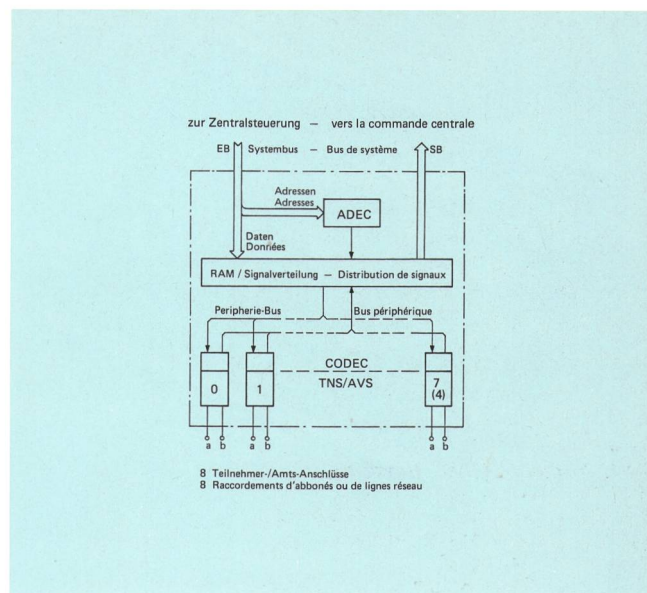 zur Zentralsteuerung – vers la commande centrale
EB Systembus – Bus de système SB
Adressen
Adresses
ADEC
Daten
Données
RAM / Signalverteilung – Distribution de signaux
Peripherie-Bus Bus périphérique
CODEC
TNS/AVS
0 1 7
(4)
a b a b a b
8 Teilnehmer-/Amts-Anschlüsse
8 Raccordements d'abbonés ou de lignes réseau